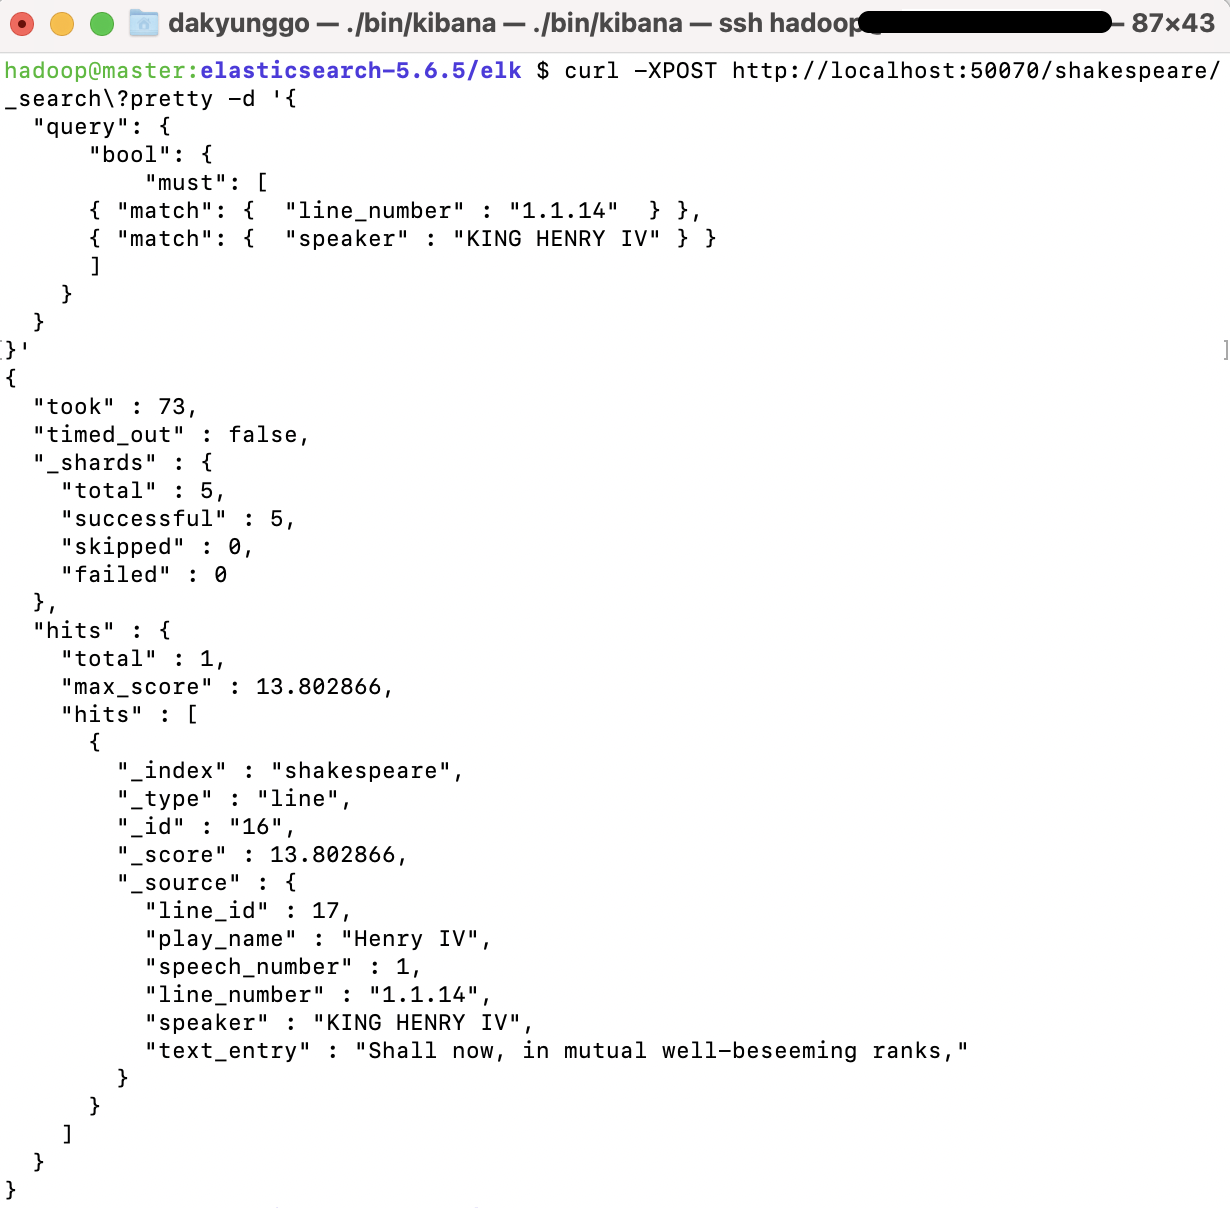 dakyunggo — ./bin/kibana — ./bin/kibana — ssh hadoop — 87×43
hadoop@master:elasticsearch-5.6.5/elk $ curl -XPOST http://localhost:50070/shakespeare/
_search\?pretty -d '{
  "query": {
      "bool": {
          "must": [
      { "match": {  "line_number" : "1.1.14"  } },
      { "match": {  "speaker" : "KING HENRY IV" } }
      ]
    }
  }
[}' ]
{
  "took" : 73,
  "timed_out" : false,
  "_shards" : {
    "total" : 5,
    "successful" : 5,
    "skipped" : 0,
    "failed" : 0
  },
  "hits" : {
    "total" : 1,
    "max_score" : 13.802866,
    "hits" : [
      {
        "_index" : "shakespeare",
        "_type" : "line",
        "_id" : "16",
        "_score" : 13.802866,
        "_source" : {
          "line_id" : 17,
          "play_name" : "Henry IV",
          "speech_number" : 1,
          "line_number" : "1.1.14",
          "speaker" : "KING HENRY IV",
          "text_entry" : "Shall now, in mutual well-beseeming ranks,"
        }
      }
    ]
  }
}